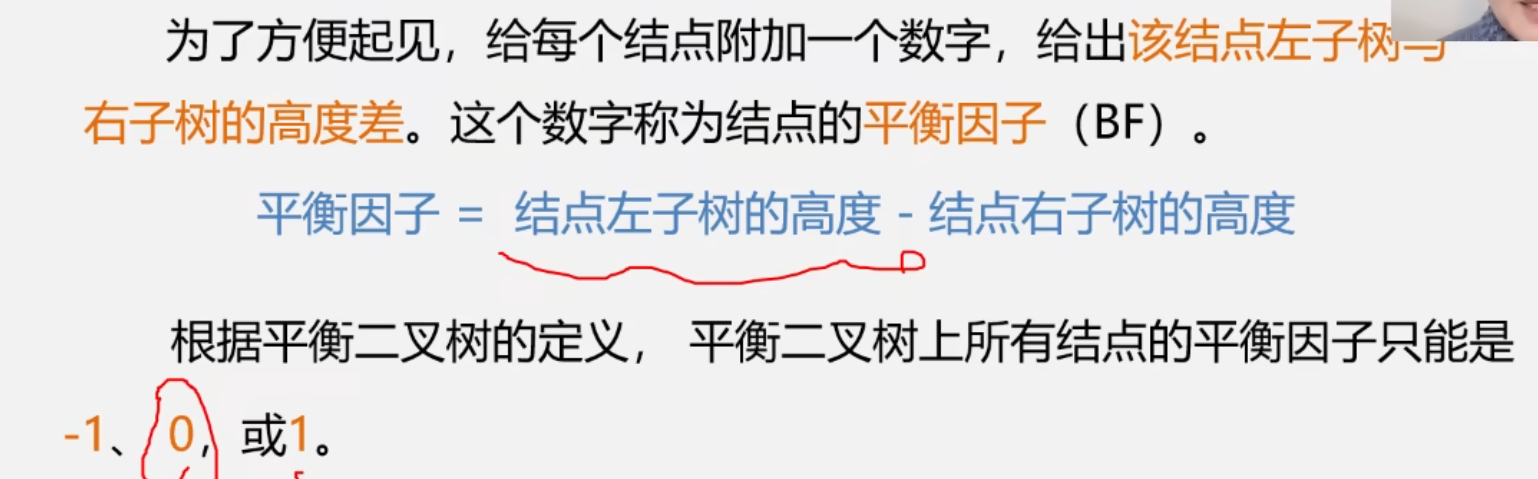 为了方便起见，给每个结点附加一个数字，给出该结点左子树与
右子树的高度差。这个数字称为结点的平衡因子（BF）。
平衡因子 = 结点左子树的高度 - 结点右子树的高度
根据平衡二叉树的定义， 平衡二叉树上所有结点的平衡因子只能是
-1、 0，或1。